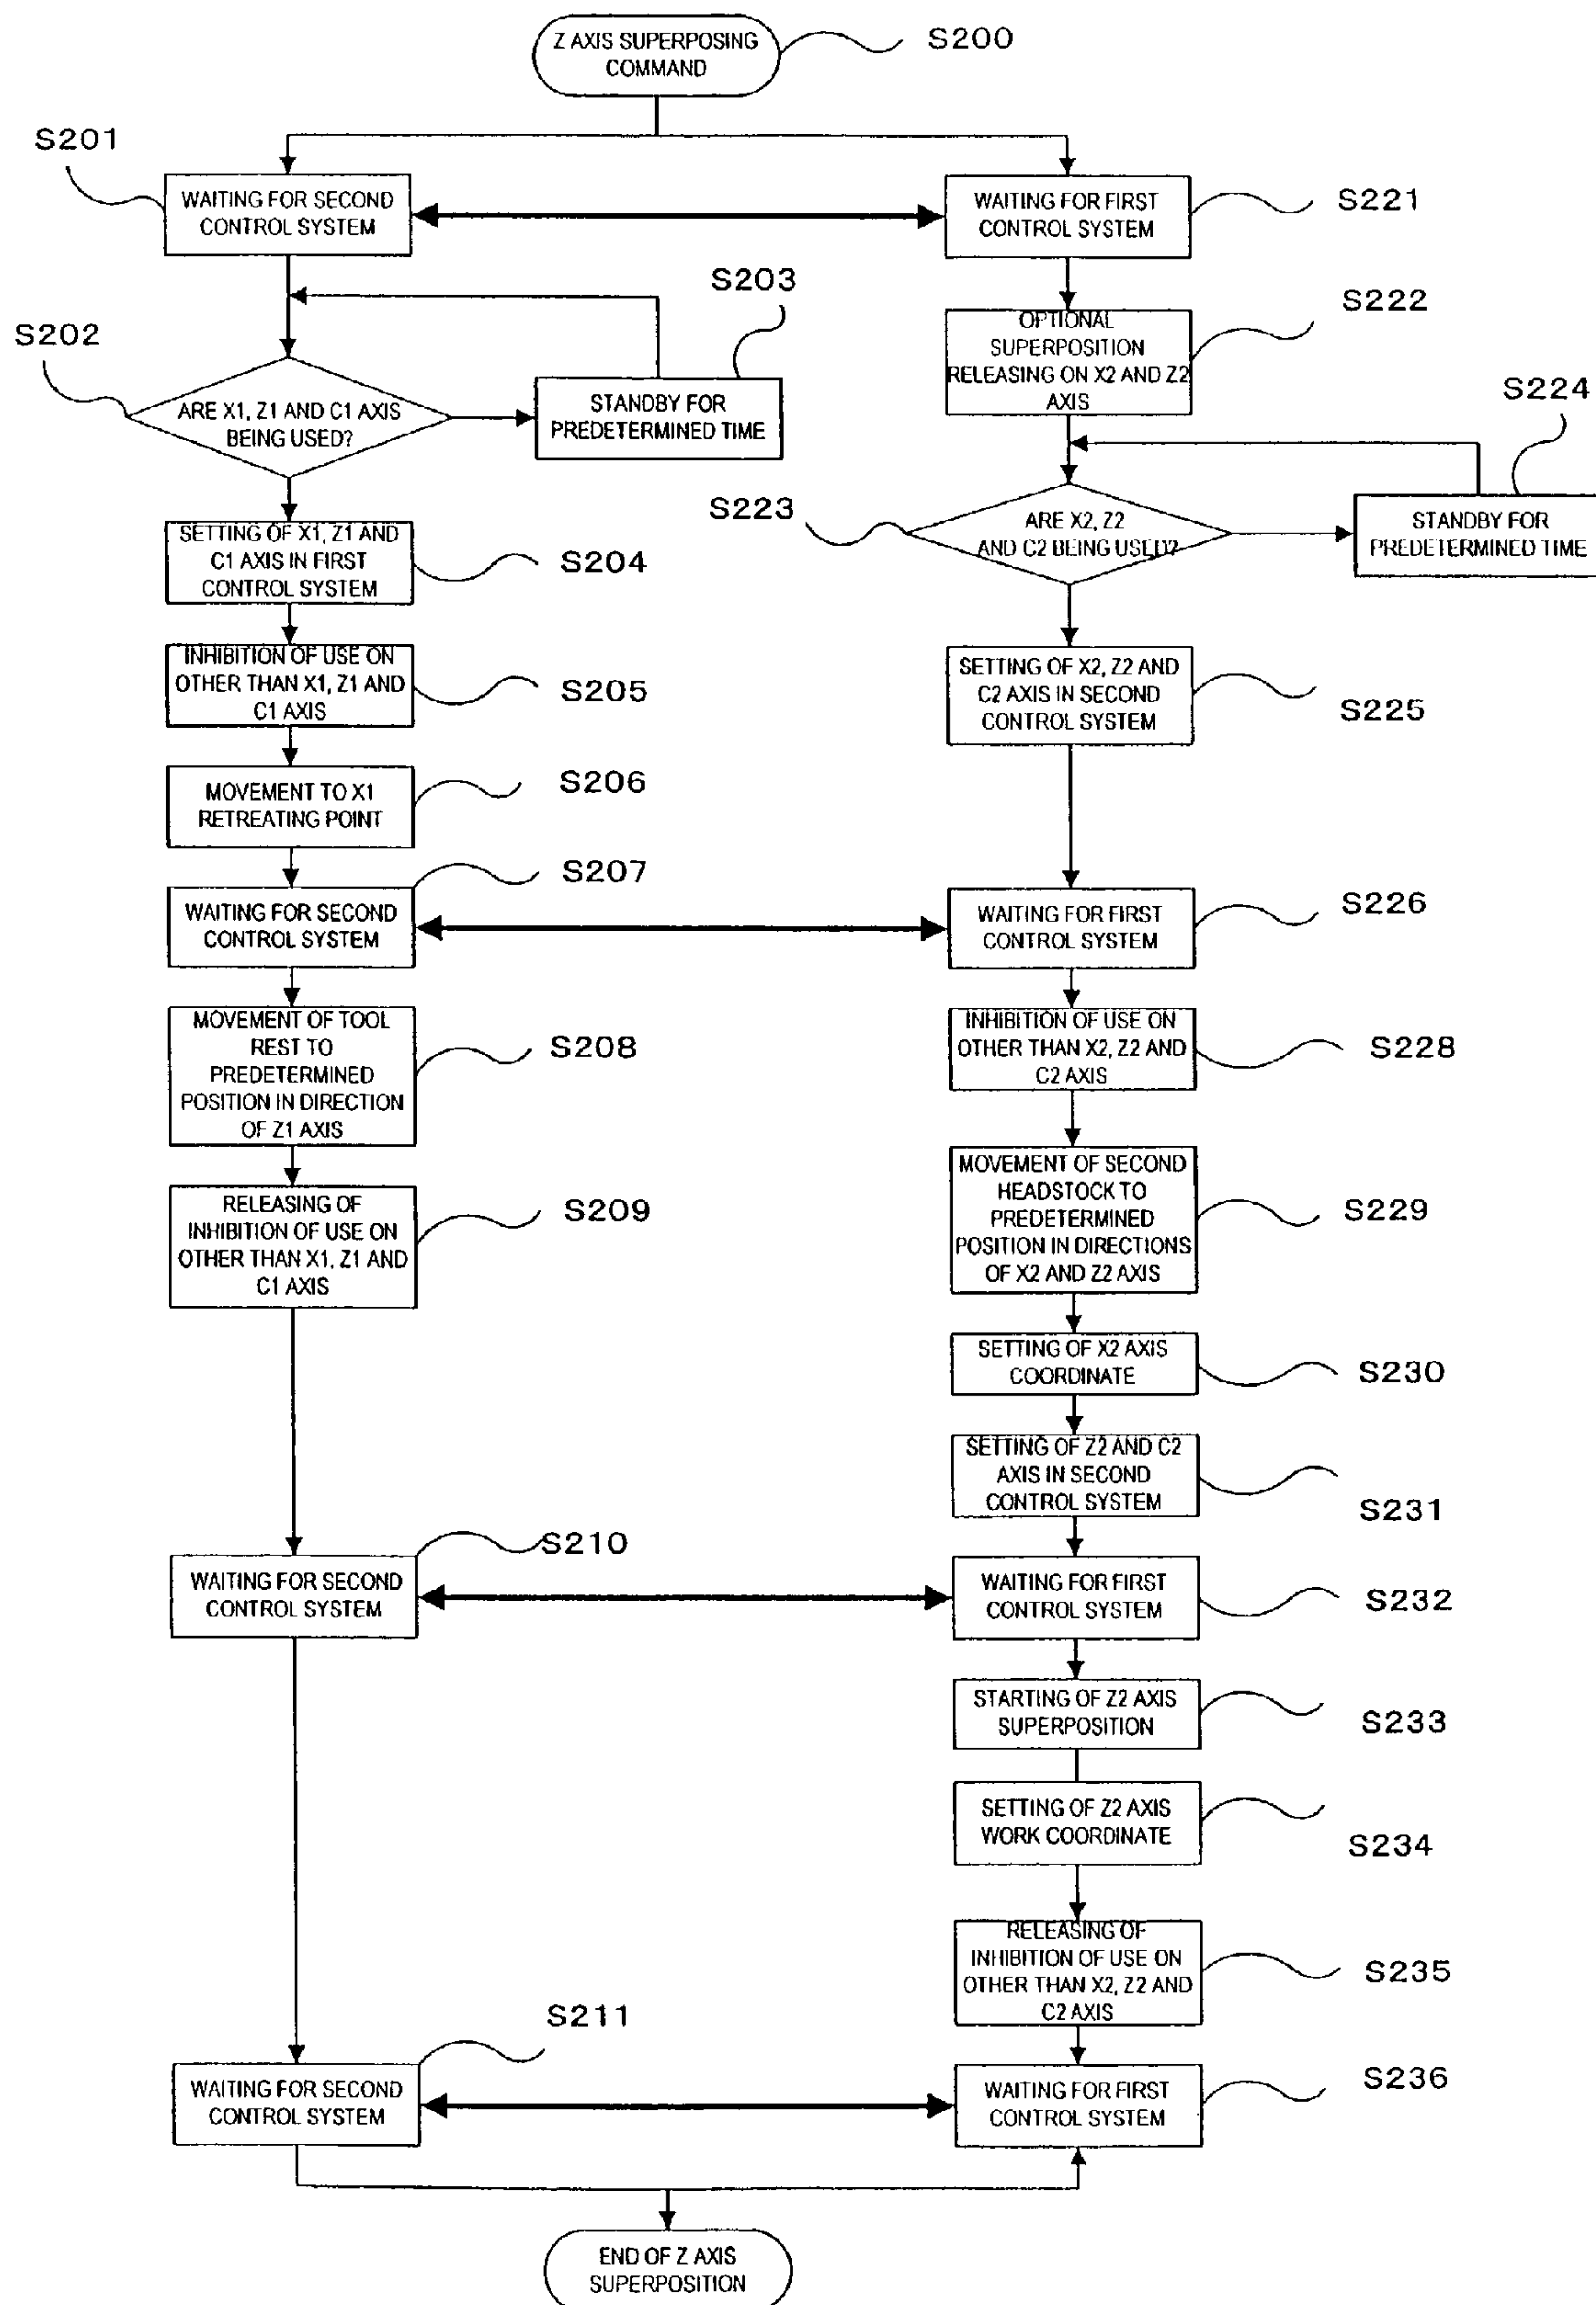 Z AXIS SUPERPOSING
COMMAND
S200
S201
WAITING FOR SECOND
CONTROL SYSTEM
WAITING FOR FIRST
CONTROL SYSTEM
S221
S203
S222
OPTIONAL
SUPERPOSITION
RELEASING ON X2 AND Z2
AXIS
S202
ARE X1, Z1 AND C1 AXIS
BEING USED?
STANDBY FOR
PREDETERMINED TIME
S224
S223
ARE X2, Z2
AND C2 BEING USED?
STANDBY FOR
PREDETERMINED TIME
SETTING OF X1, Z1 AND
C1 AXIS IN FIRST
CONTROL SYSTEM
S204
INHIBITION OF USE ON
OTHER THAN X1, Z1 AND
C1 AXIS
S205
SETTING OF X2, Z2 AND
C2 AXIS IN SECOND
CONTROL SYSTEM
S225
MOVEMENT TO X1
RETREATING POINT
S206
S207
WAITING FOR SECOND
CONTROL SYSTEM
WAITING FOR FIRST
CONTROL SYSTEM
S226
MOVEMENT OF TOOL
REST TO
PREDETERMINED
POSITION IN DIRECTION
OF Z1 AXIS
S208
INHIBITION OF USE ON
OTHER THAN X2, Z2 AND
C2 AXIS
S228
RELEASING OF
INHIBITION OF USE ON
OTHER THAN X1, Z1 AND
C1 AXIS
S209
MOVEMENT OF SECOND
HEADSTOCK TO
PREDETERMINED
POSITION IN DIRECTIONS
OF X2 AND Z2 AXIS
S229
SETTING OF X2 AXIS
COORDINATE
S230
SETTING OF Z2 AND C2
AXIS IN SECOND
CONTROL SYSTEM
S231
S210
WAITING FOR SECOND
CONTROL SYSTEM
WAITING FOR FIRST
CONTROL SYSTEM
S232
STARTING OF Z2 AXIS
SUPERPOSITION
S233
SETTING OF Z2 AXIS
WORK COORDINATE
S234
RELEASING OF
INHIBITION OF USE ON
OTHER THAN X2, Z2 AND
C2 AXIS
S235
S211
WAITING FOR SECOND
CONTROL SYSTEM
WAITING FOR FIRST
CONTROL SYSTEM
S236
END OF Z AXIS
SUPERPOSITION